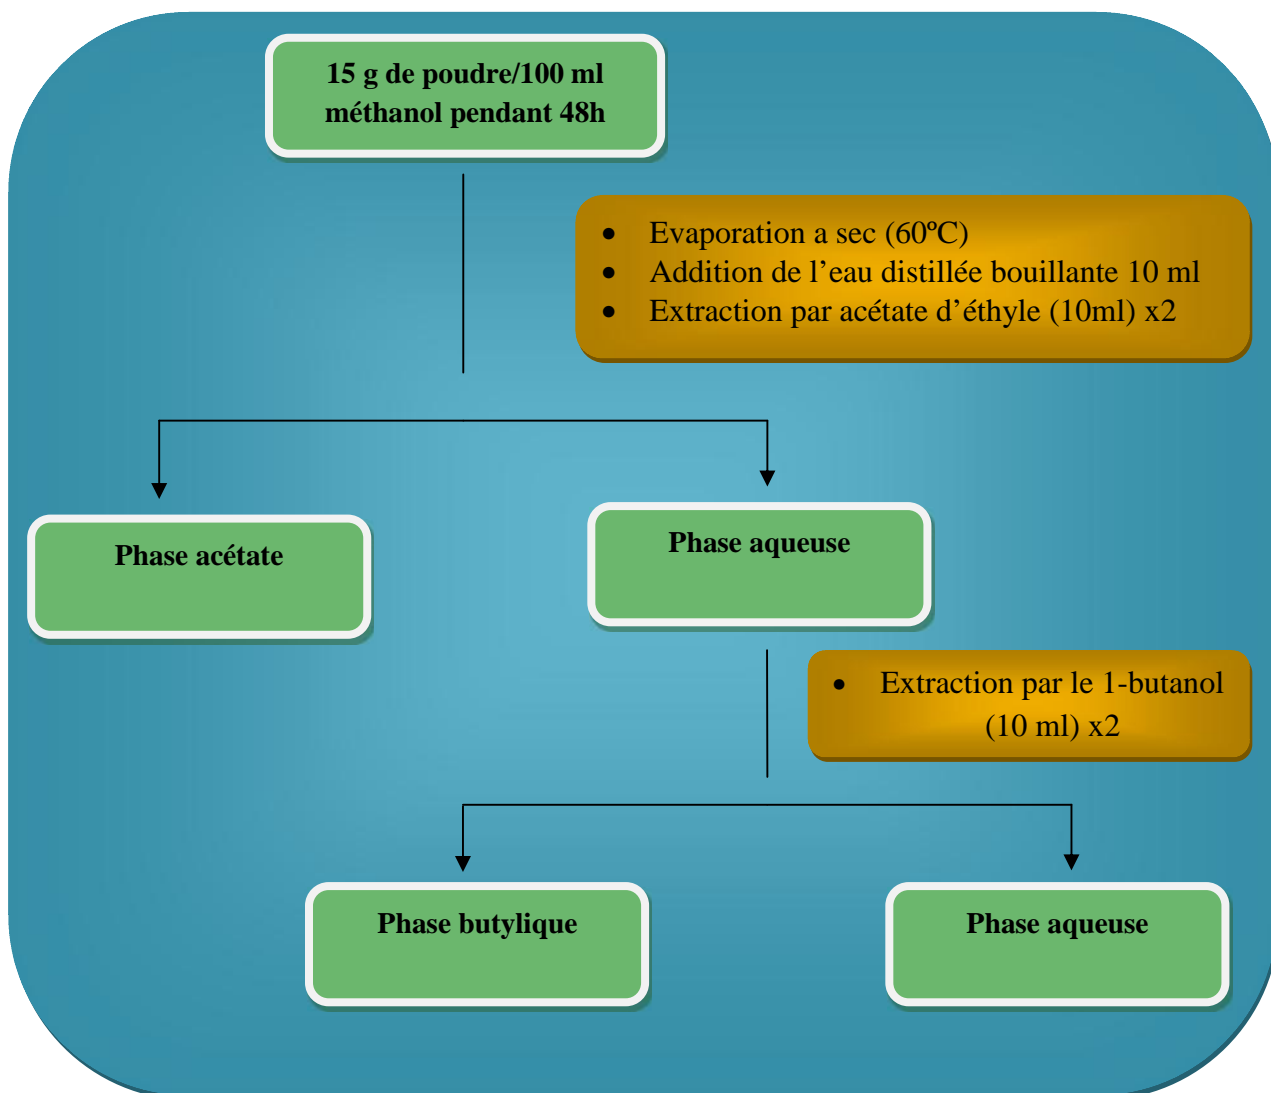 15 g de poudre/100 ml
méthanol pendant 48h
• Evaporation a sec (60ºC)
• Addition de l’eau distillée bouillante 10 ml
• Extraction par acétate d’éthyle (10ml) x2
Phase acétate
Phase aqueuse
• Extraction par le 1-butanol
(10 ml) x2
Phase butylique
Phase aqueuse